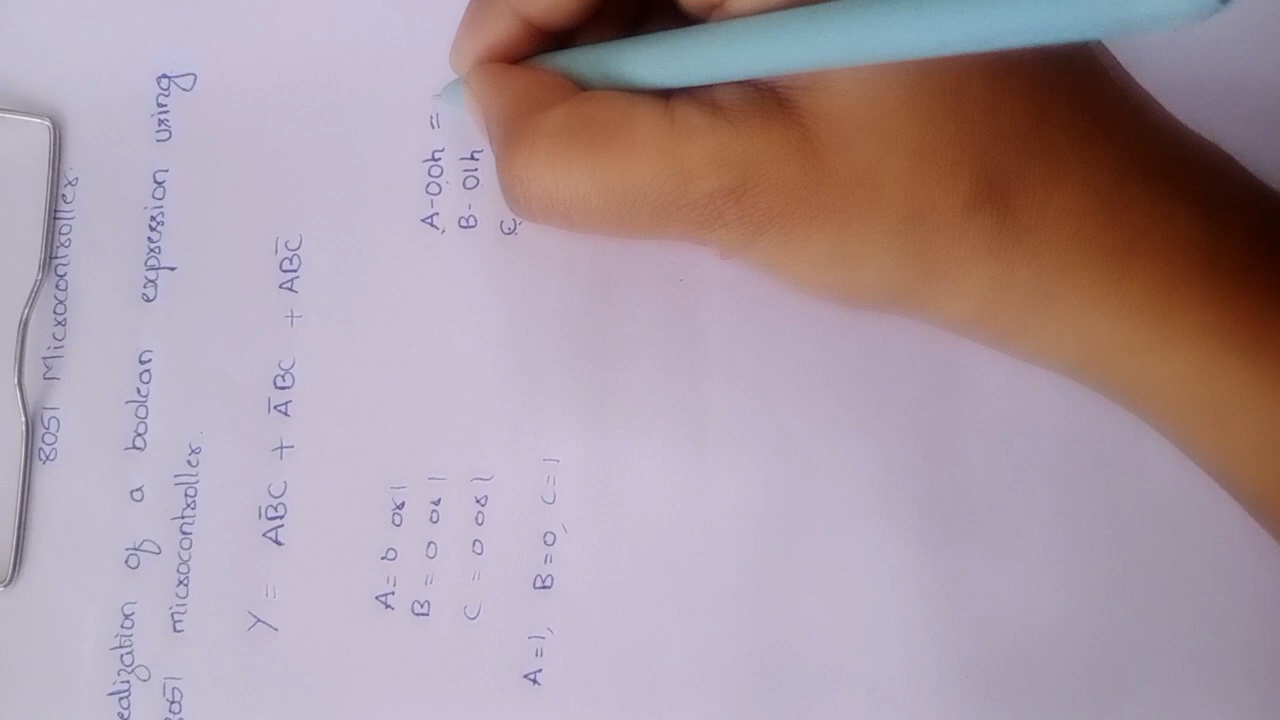 8051 Microcontroller.
ealization of a boolean expression using
8051 microcontroller.
Y = AB̅C + A̅BC + ABC̅
A = 0 or 1
B = 0 or 1
C = 0 or 1
A = 1, B = 0, C = 1
A - 00h =
B - 01h
C